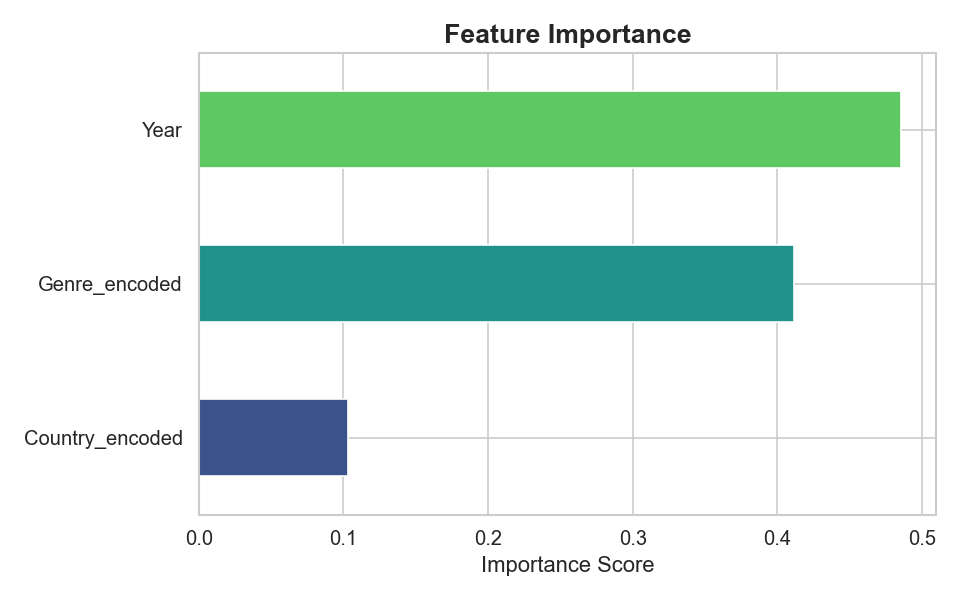 Feature Importance
Year
Genre_encoded
Country_encoded
0.0 0.1 0.2 0.3 0.4 0.5
Importance Score